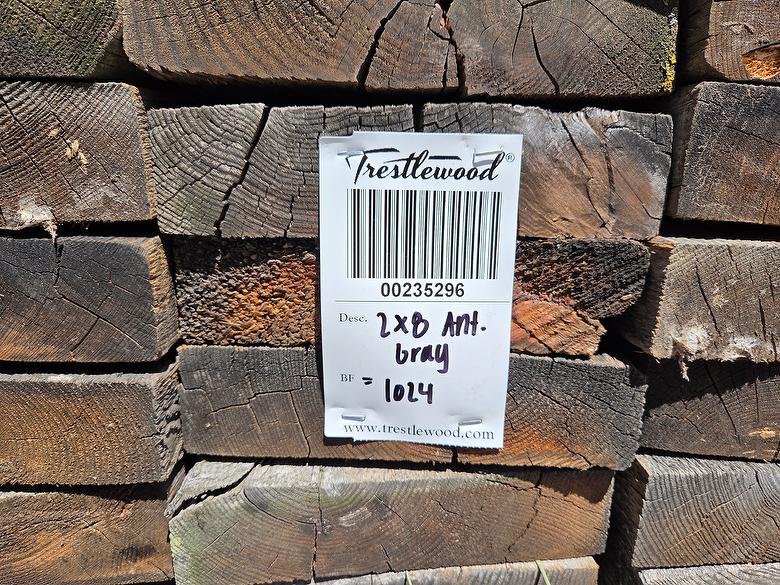 Trestlewood®
00235296
Desc. 2x8 Ant.
Gray
BF = 1024
www.trestlewood.com